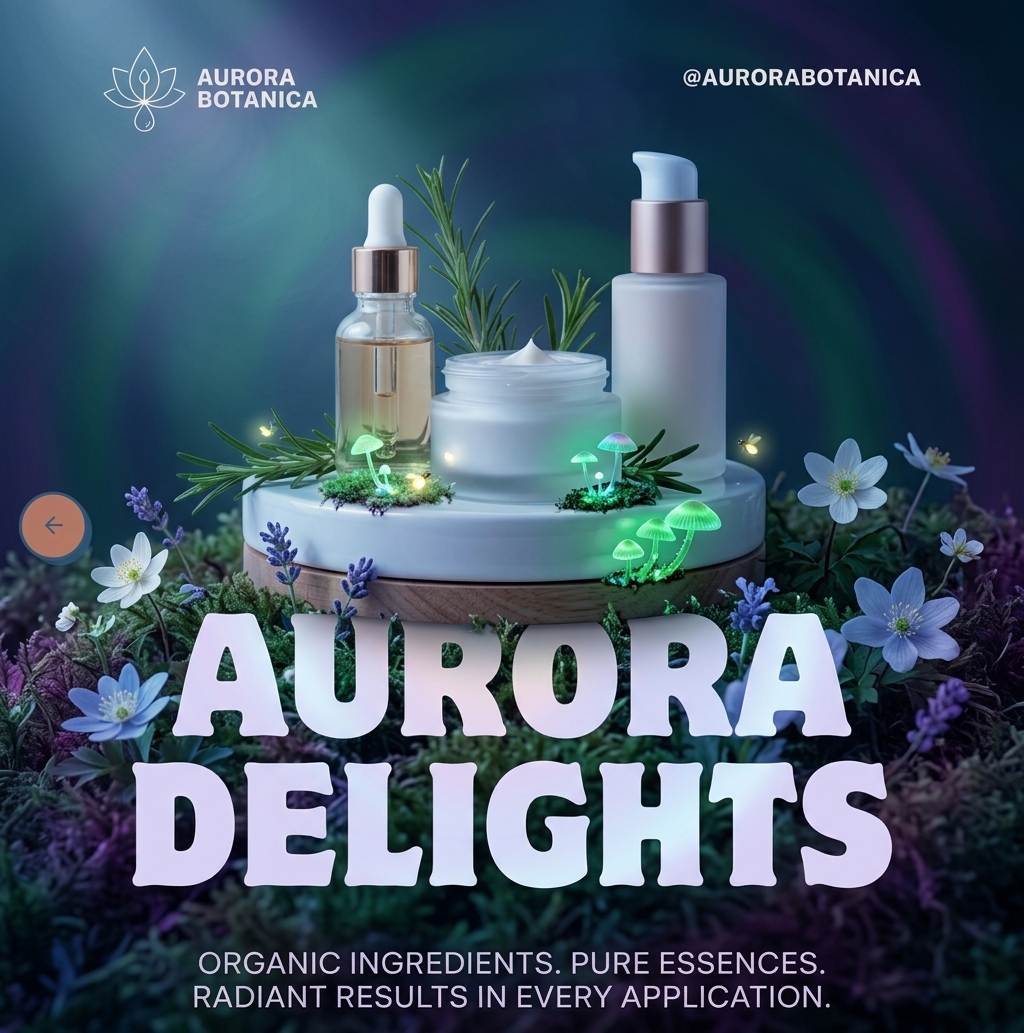 AURORA
BOTANICA
@AURORABOTANICA
AURORA
DELIGHTS
ORGANIC INGREDIENTS. PURE ESSENCES.
RADIANT RESULTS IN EVERY APPLICATION.